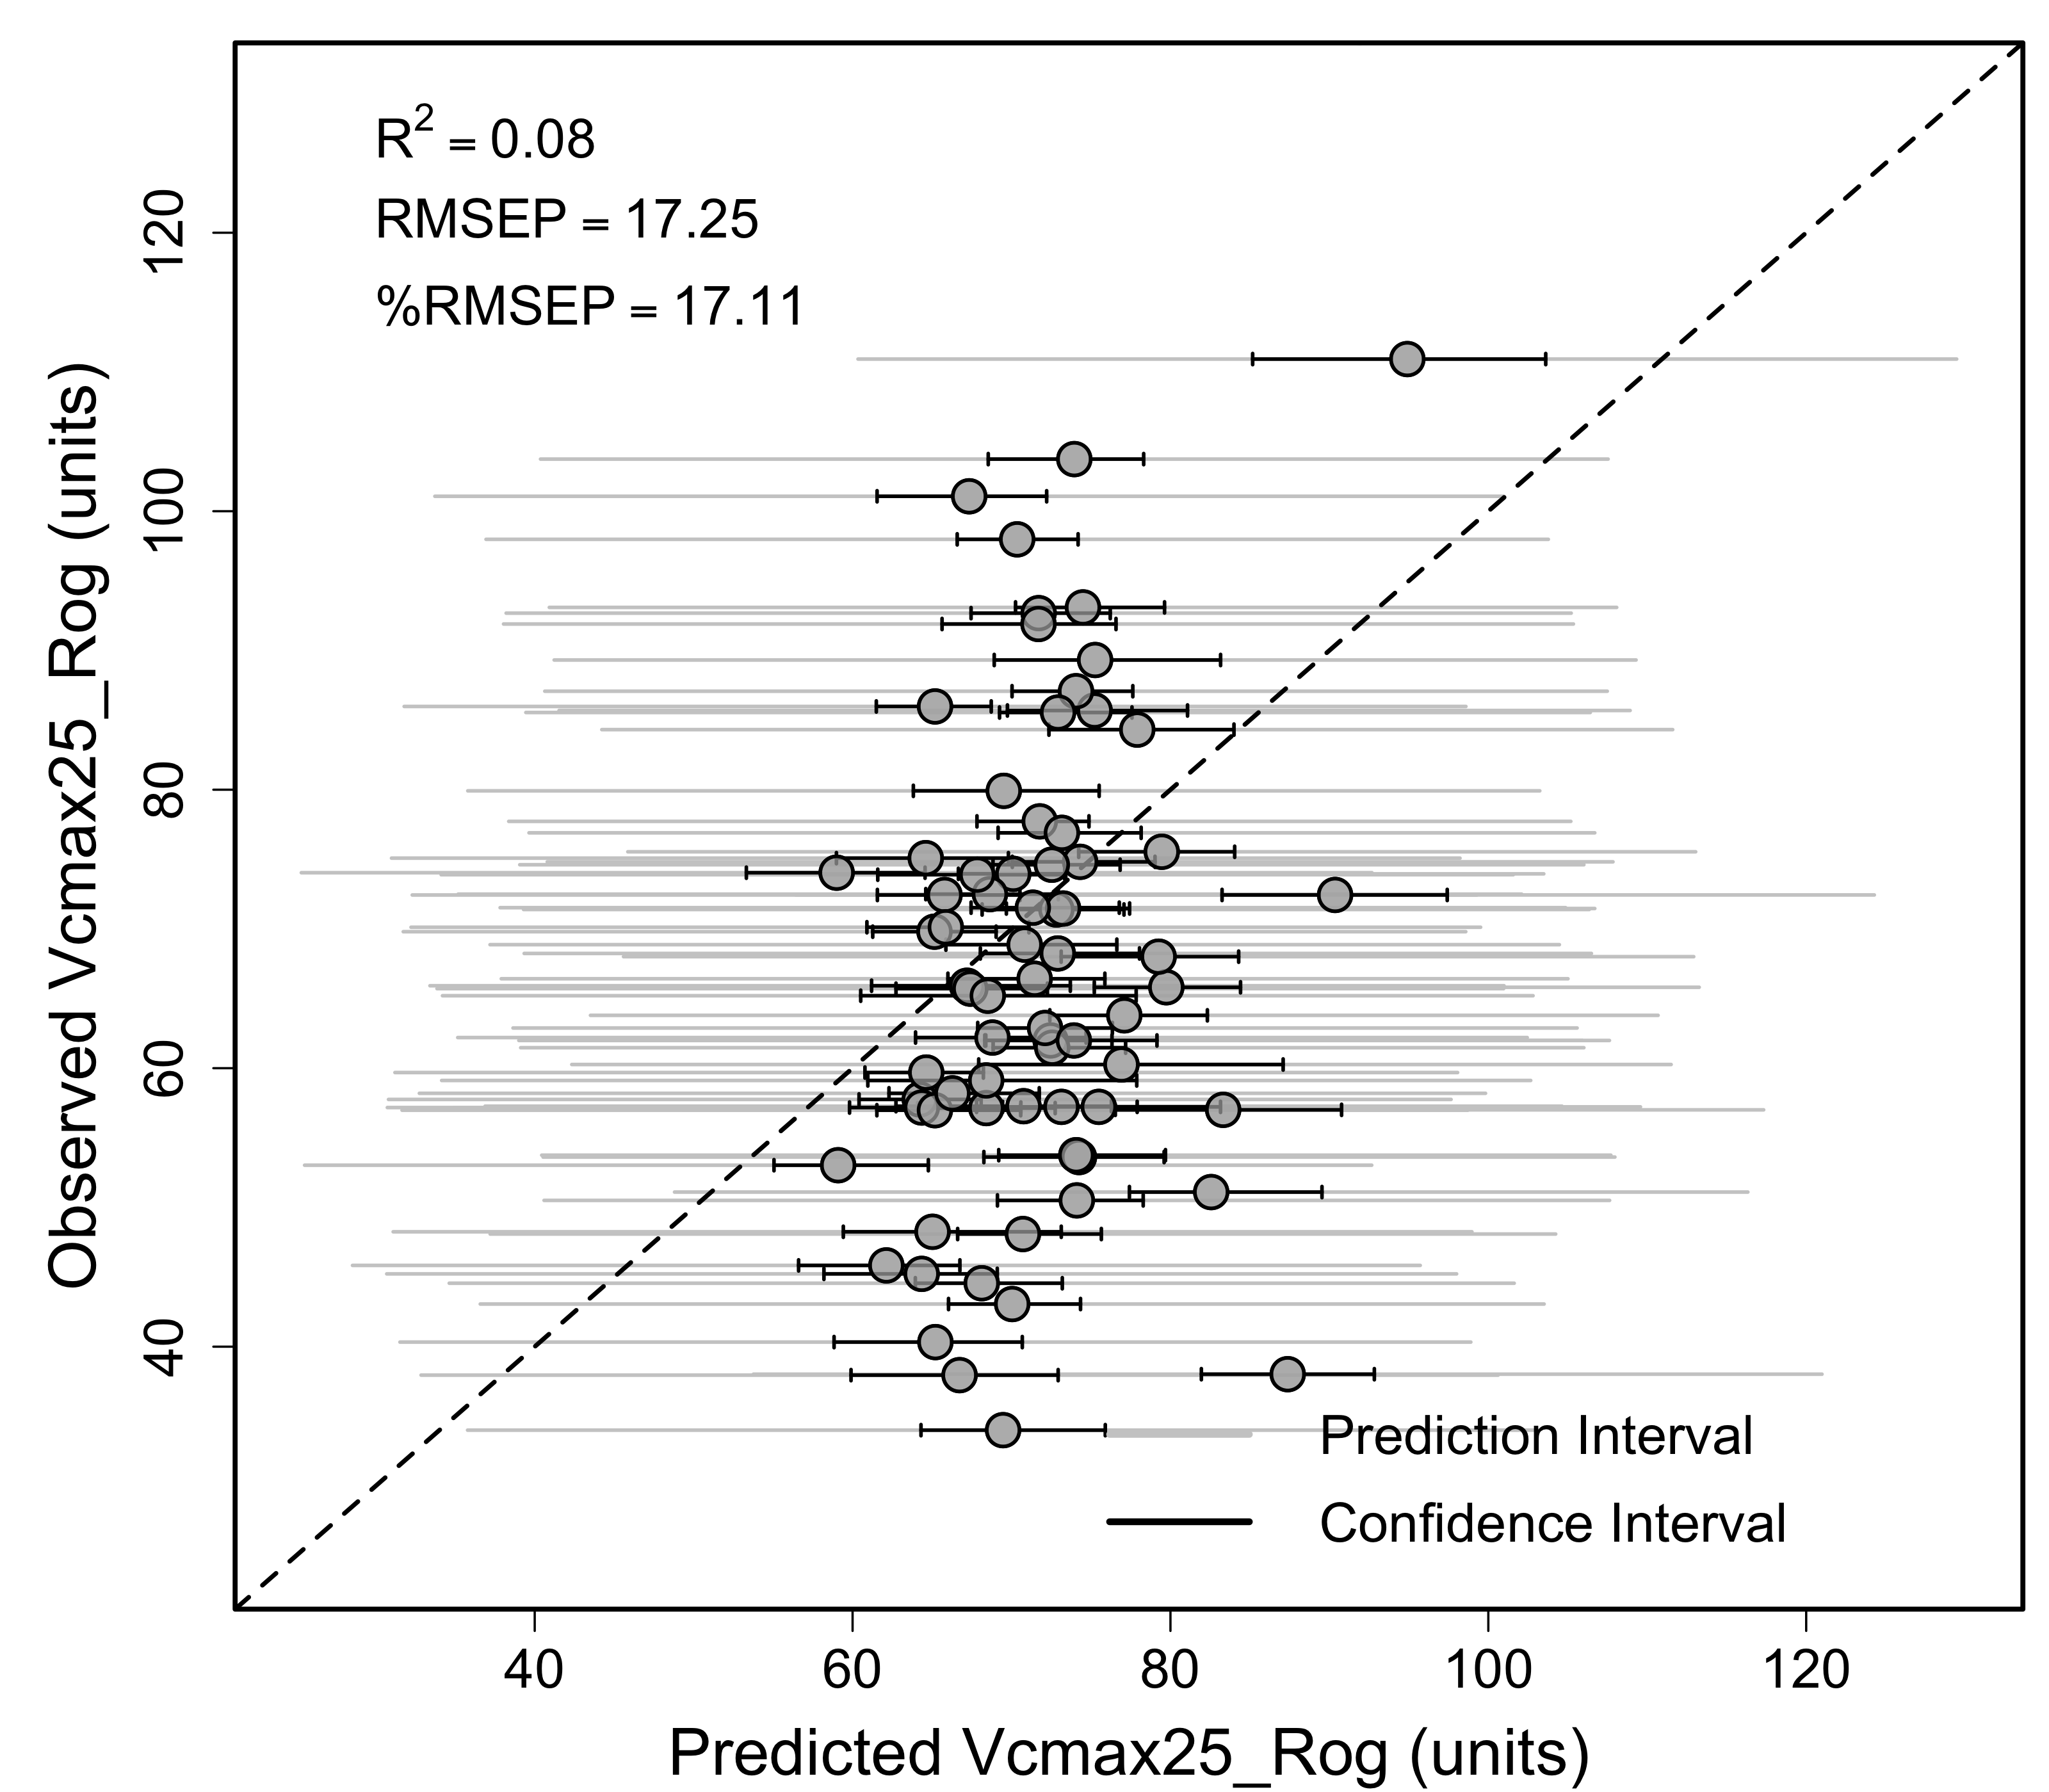 R² = 0.08
RMSEP = 17.25
%RMSEP = 17.11
Observed Vcmax25_Rog (units)
120
100
80
60
40
Prediction Interval
Confidence Interval
40 60 80 100 120
Predicted Vcmax25_Rog (units)